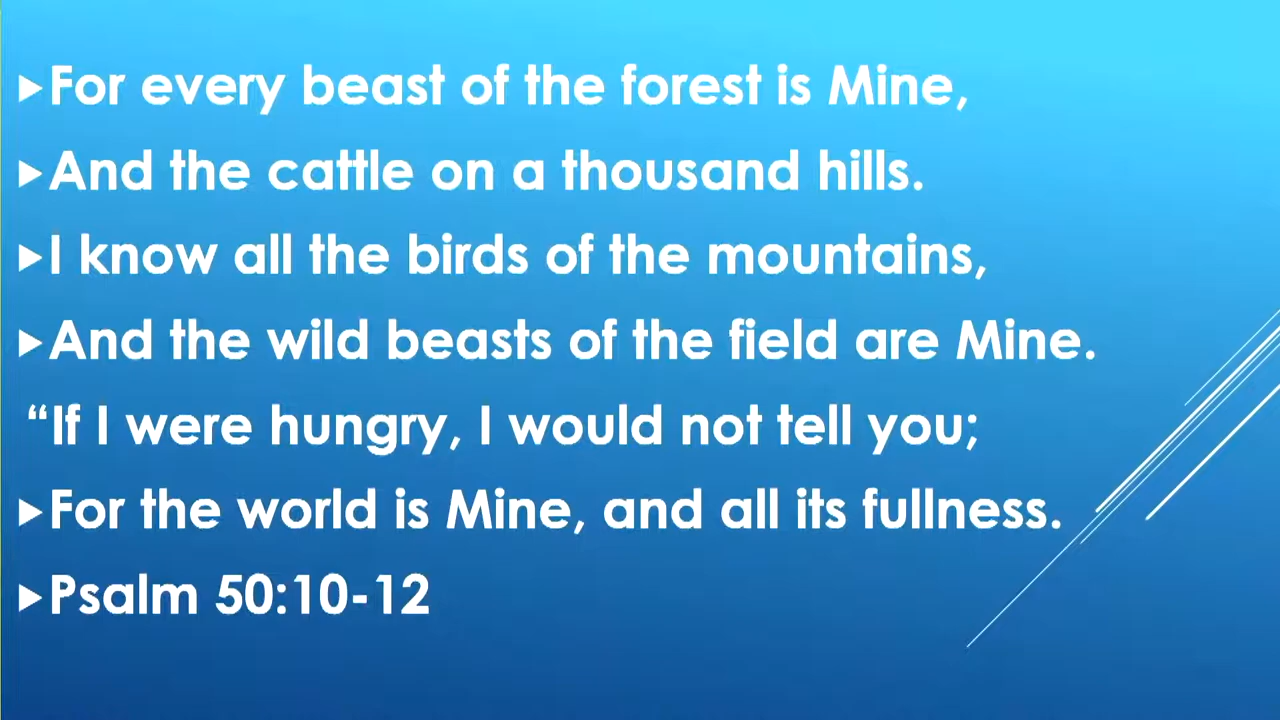 ▶For every beast of the forest is Mine,
▶And the cattle on a thousand hills.
▶I know all the birds of the mountains,
▶And the wild beasts of the field are Mine.
“If I were hungry, I would not tell you;
▶For the world is Mine, and all its fullness.
▶Psalm 50:10-12